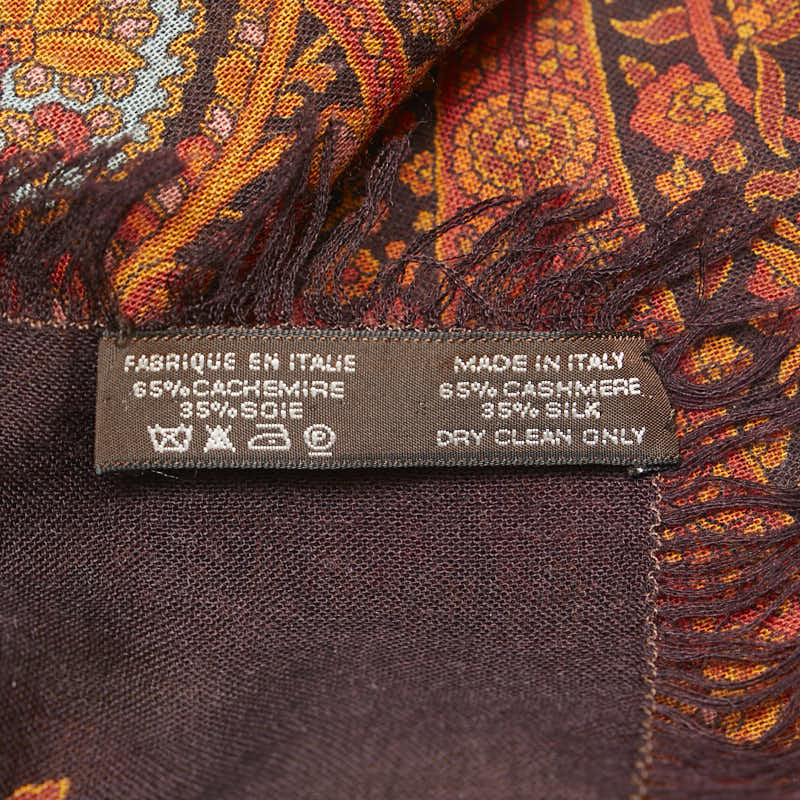 FABRIQUE EN ITALIE
65% CACHEMIRE
35% SOIE
P
MADE IN ITALY
65% CASHMERE
35% SILK
DRY CLEAN ONLY